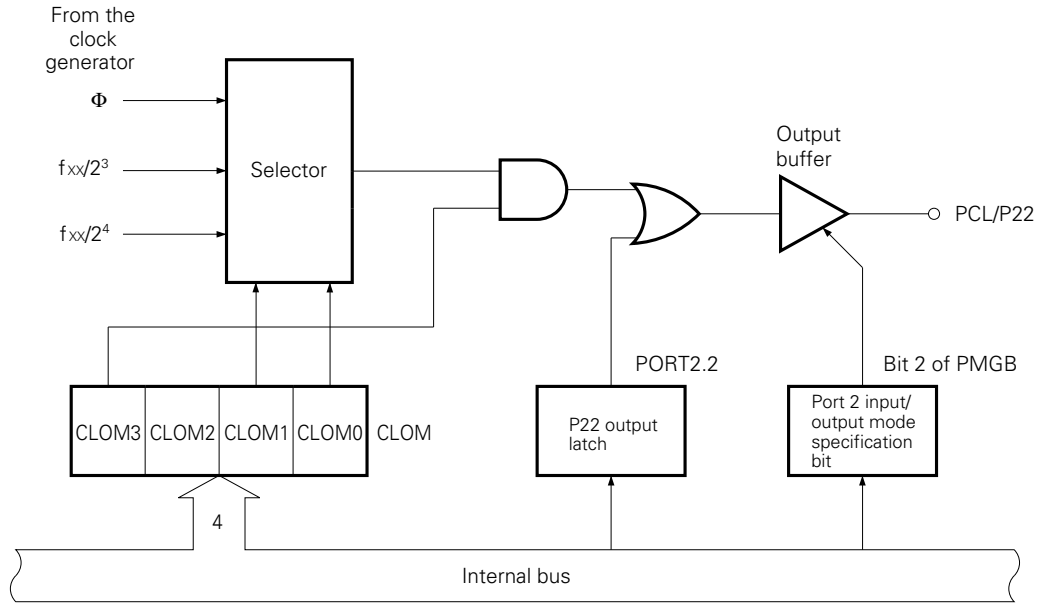 From the
clock
generator
Φ
fxx/2³
fxx/2⁴
Selector
Output
buffer
PCL/P22
PORT2.2
Bit 2 of PMGB
CLOM3 CLOM2 CLOM1 CLOM0 CLOM
P22 output
latch
Port 2 input/
output mode
specification
bit
4
Internal bus